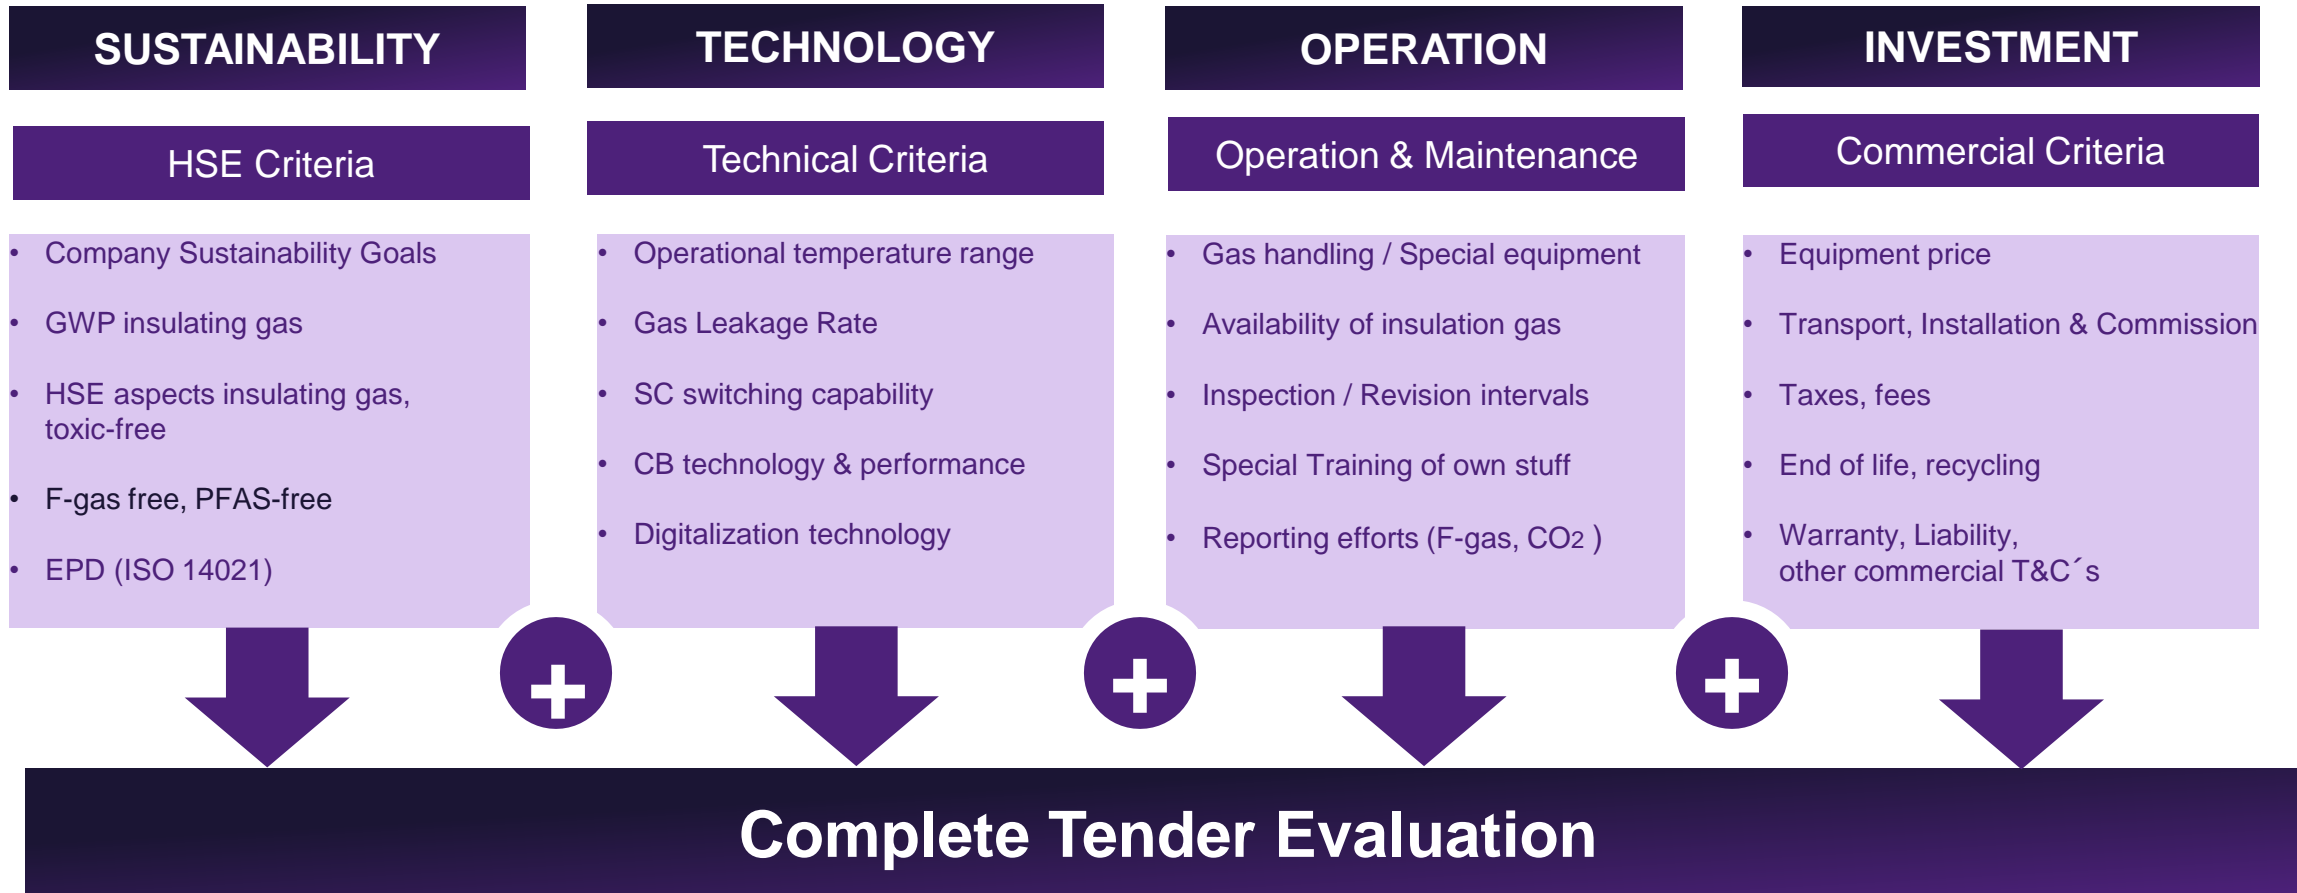 SUSTAINABILITY
HSE Criteria
• Company Sustainability Goals
• GWP insulating gas
• HSE aspects insulating gas,
toxic-free
• F-gas free, PFAS-free
• EPD (ISO 14021)
TECHNOLOGY
Technical Criteria
• Operational temperature range
• Gas Leakage Rate
• SC switching capability
• CB technology & performance
• Digitalization technology
OPERATION
Operation & Maintenance
• Gas handling / Special equipment
• Availability of insulation gas
• Inspection / Revision intervals
• Special Training of own stuff
• Reporting efforts (F-gas, CO2 )
INVESTMENT
Commercial Criteria
• Equipment price
• Transport, Installation & Commission
• Taxes, fees
• End of life, recycling
• Warranty, Liability,
other commercial T&C´s
+
+
+
Complete Tender Evaluation